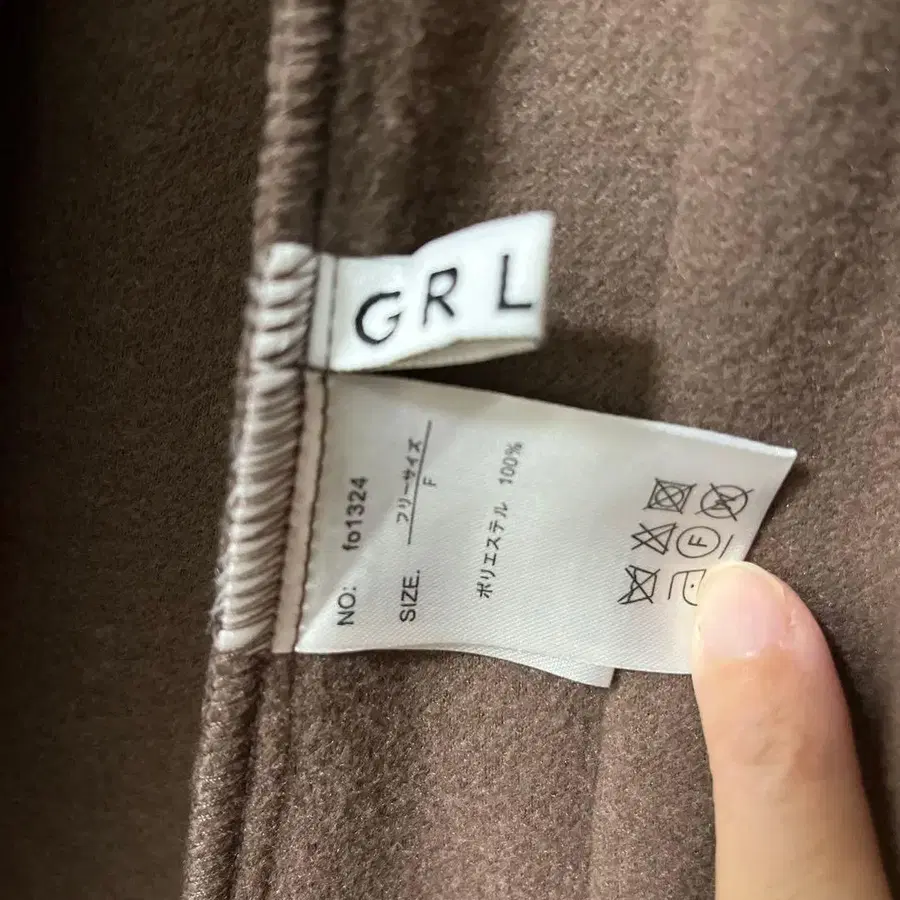 GRL
NO: fo1324
フリーサイズ
SIZE. F
ポリエステル 100%
F